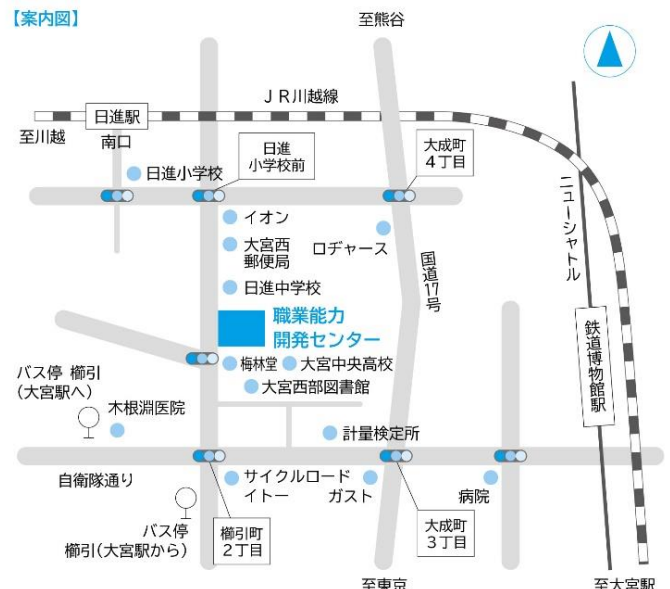 【案内図】
至熊谷
JR川越線
日進駅
至川越
南口
日進
小学校前
大成町
4丁目
日進小学校
イオン
大宮西
郵便局
ロヂャース
ニューシャトル
国道17号
日進中学校
職業能力
開発センター
鉄道博物館駅
梅林堂
大宮中央高校
大宮西部図書館
バス停 櫛引
(大宮駅へ)
木根淵医院
計量検定所
自衛隊通り
サイクルロード
イトー
ガスト
病院
バス停
櫛引(大宮駅から)
櫛引町
2丁目
大成町
3丁目
至東京
至大宮駅